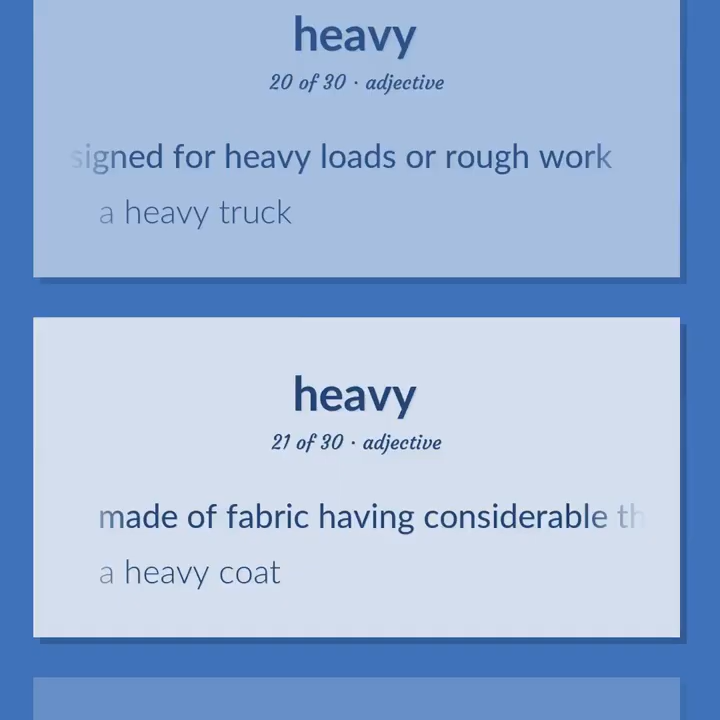 heavy
20 of 30 · adjective
signed for heavy loads or rough work
a heavy truck
heavy
21 of 30 · adjective
made of fabric having considerable th
a heavy coat